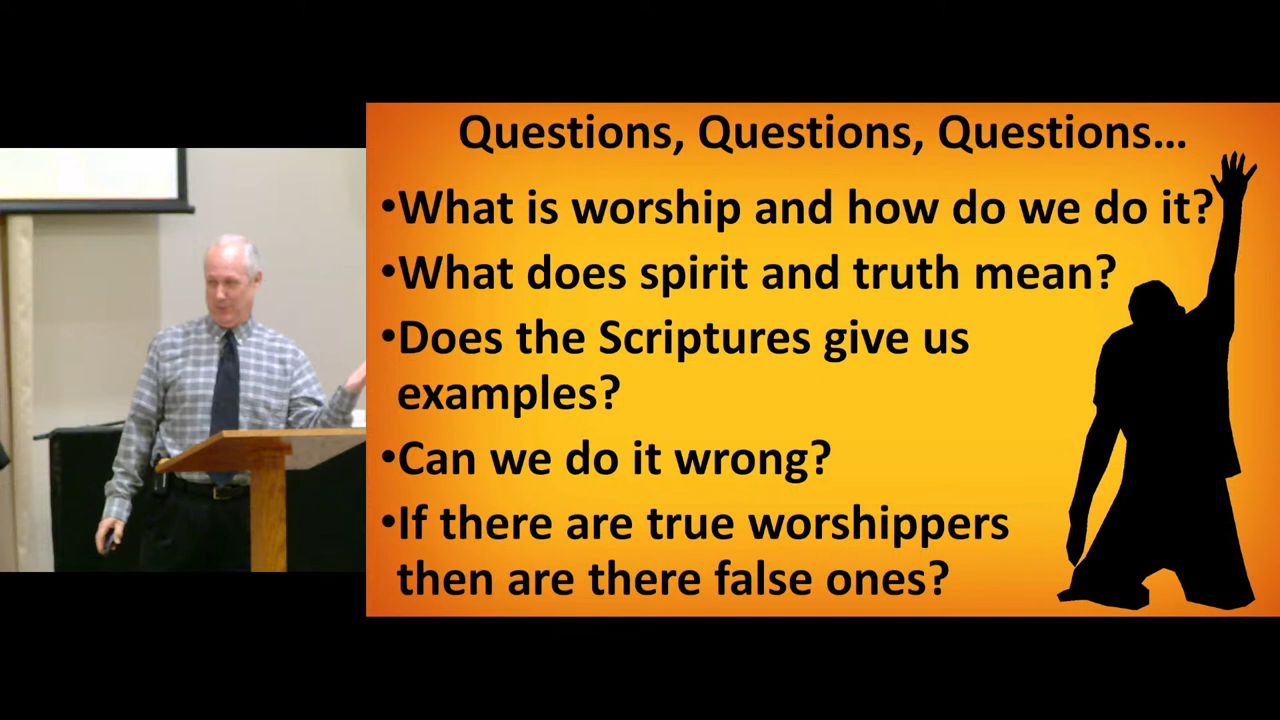 Questions, Questions, Questions...
•What is worship and how do we do it?
•What does spirit and truth mean?
•Does the Scriptures give us
examples?
•Can we do it wrong?
•If there are true worshippers
then are there false ones?